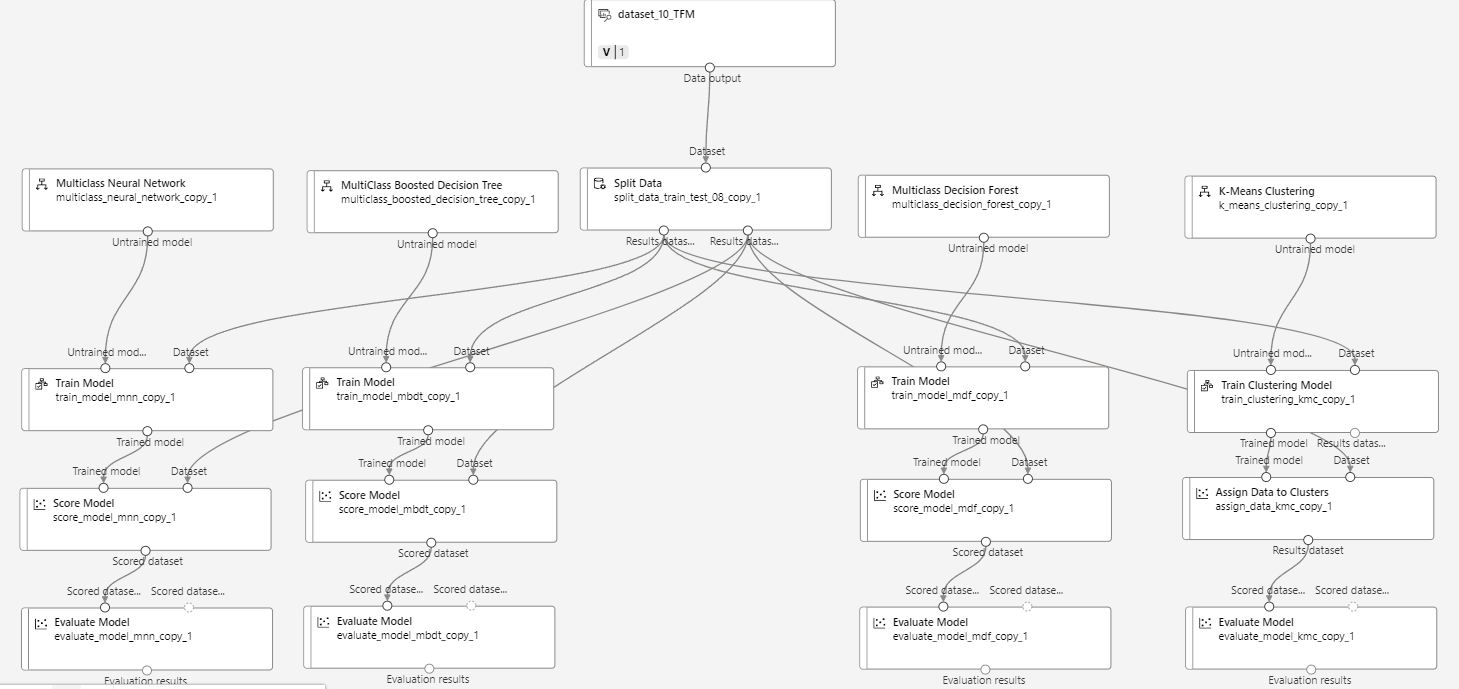 dataset_10_TFM
V | 1
Data output
Dataset
Multiclass Neural Network
multiclass_neural_network_copy_1
Untrained model
MultiClass Boosted Decision Tree
multiclass_boosted_decision_tree_copy_1
Untrained model
Split Data
split_data_train_test_08_copy_1
Results datas... Results datas...
Multiclass Decision Forest
multiclass_decision_forest_copy_1
Untrained model
K-Means Clustering
k_means_clustering_copy_1
Untrained model
Untrained mod... Dataset
Train Model
train_model_mnn_copy_1
Trained model
Untrained mod... Dataset
Train Model
train_model_mbdt_copy_1
Trained model
Untrained mod... Dataset
Train Model
train_model_mdf_copy_1
Trained model
Untrained mod... Dataset
Train Clustering Model
train_clustering_kmc_copy_1
Trained model Results datas...
Trained model Dataset
Score Model
score_model_mnn_copy_1
Scored dataset
Trained model Dataset
Score Model
score_model_mbdt_copy_1
Scored dataset
Trained model Dataset
Score Model
score_model_mdf_copy_1
Scored dataset
Trained model Dataset
Assign Data to Clusters
assign_data_kmc_copy_1
Results dataset
Scored datase... Scored datase...
Evaluate Model
evaluate_model_mnn_copy_1
Evaluation results
Scored datase... Scored datase...
Evaluate Model
evaluate_model_mbdt_copy_1
Evaluation results
Scored datase... Scored datase...
Evaluate Model
evaluate_model_mdf_copy_1
Evaluation results
Scored datase... Scored datase...
Evaluate Model
evaluate_model_kmc_copy_1
Evaluation results